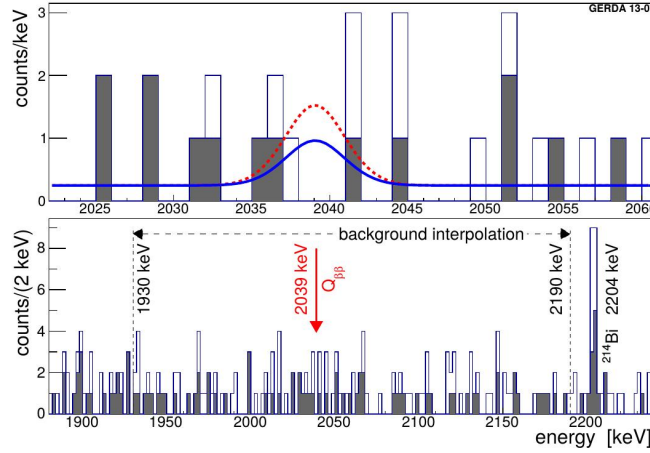 GERDA 13-0
counts/keV
3
2
1
0
2025 2030 2035 2040 2045 2050 2055 2060
counts/(2 keV)
8
6
4
2
0
background interpolation
1930 keV
2039 keV
Qββ
2190 keV
2204 keV
214Bi
1900 1950 2000 2050 2100 2150 2200
energy [keV]